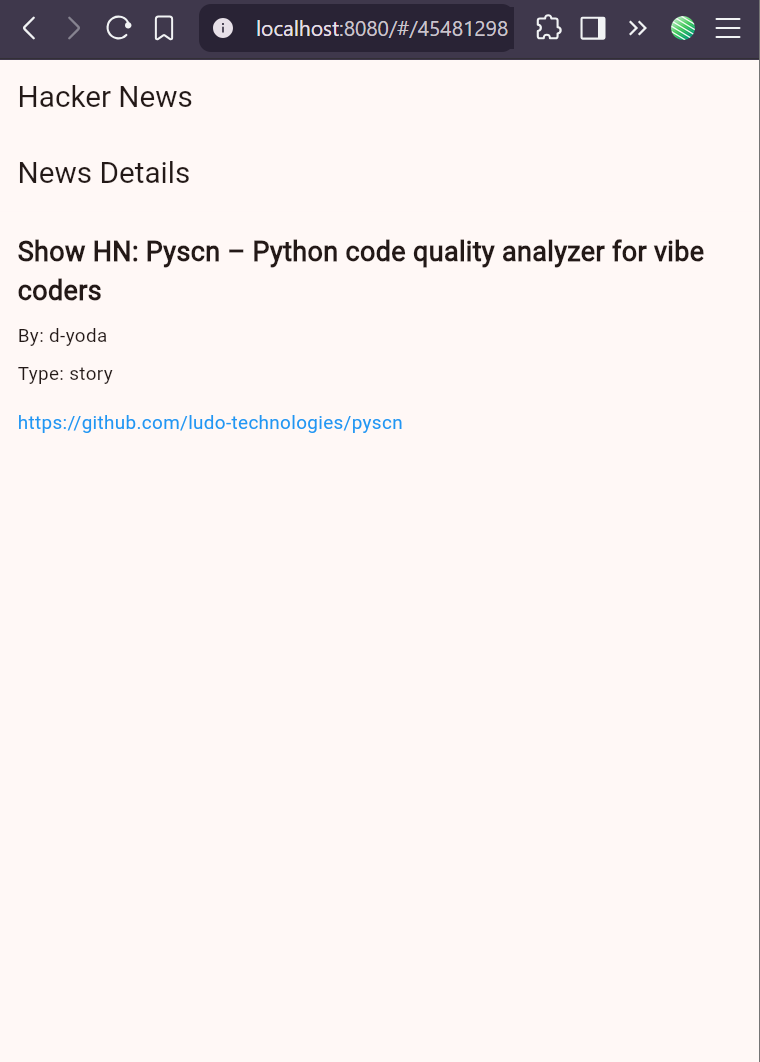 localhost:8080/#/45481298
Hacker News
News Details
Show HN: Pyscn – Python code quality analyzer for vibe
coders
By: d-yoda
Type: story
https://github.com/ludo-technologies/pyscn